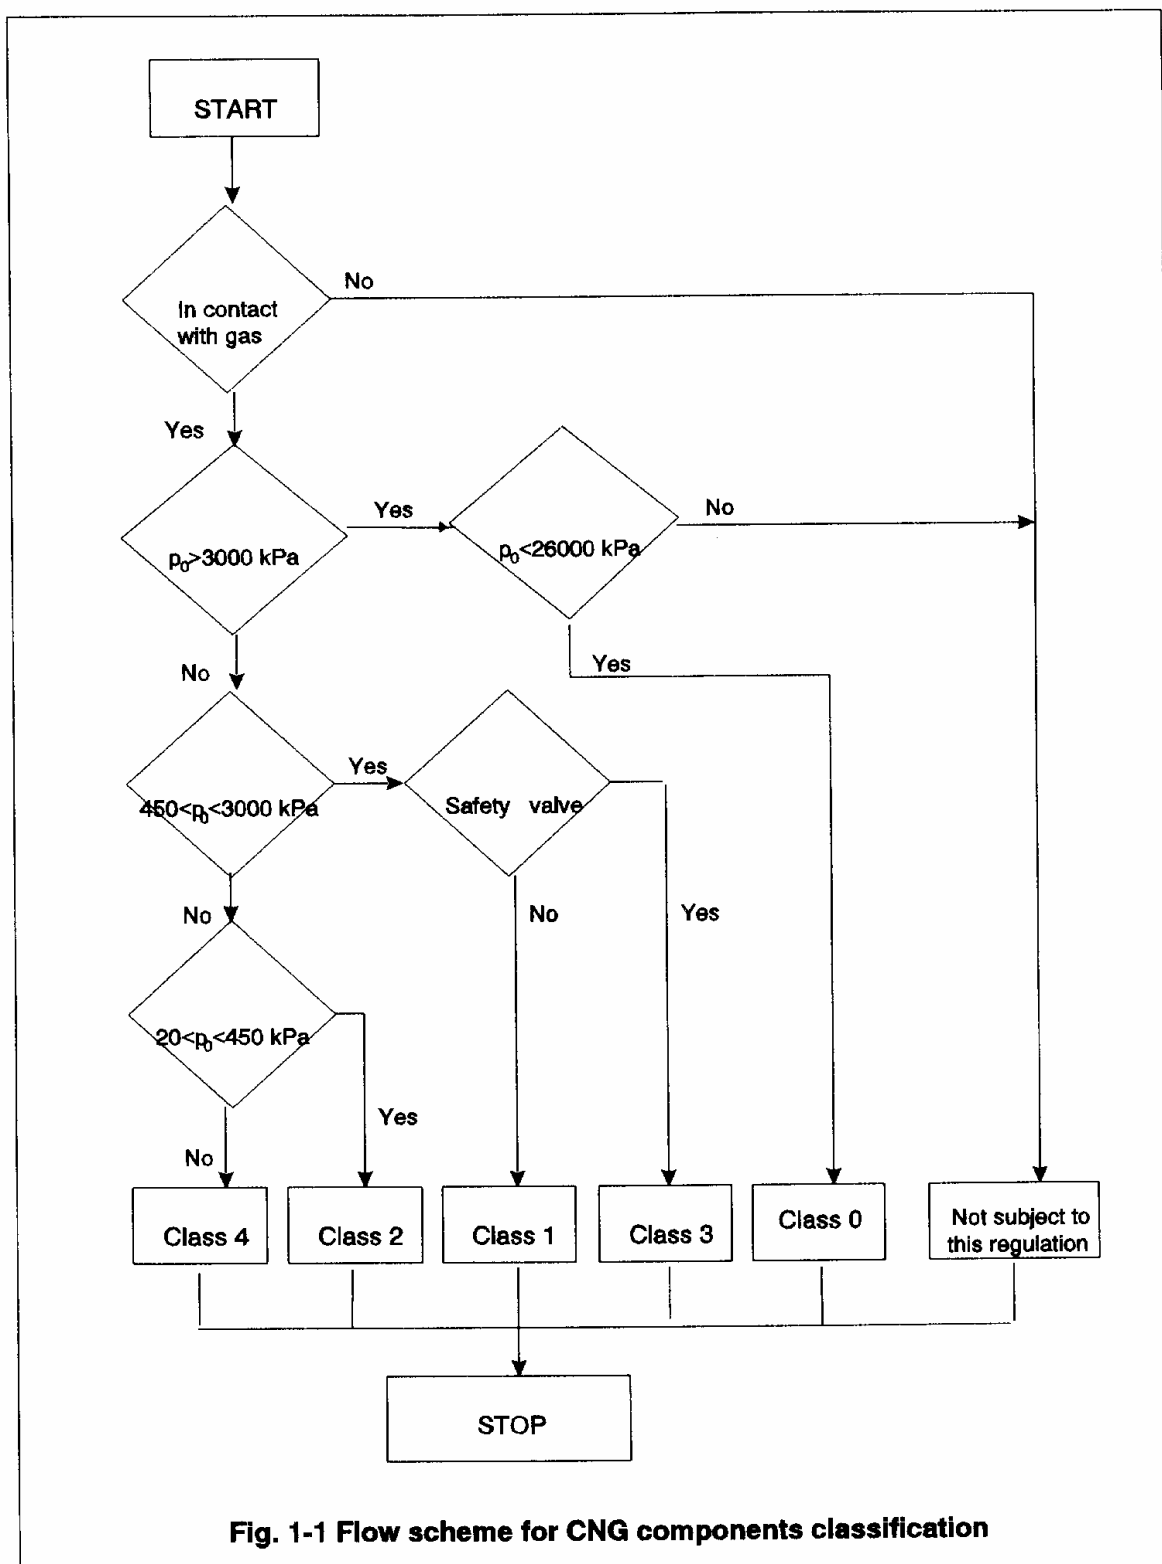 START
No
In contact
with gas
Yes
p0>3000 kPa
Yes
p0<26000 kPa
No
No
Yes
450<p0<3000 kPa
Yes
Safety valve
No
No
Yes
20<p0<450 kPa
Yes
No
Class 4
Class 2
Class 1
Class 3
Class 0
Not subject to
this regulation
STOP
Fig. 1-1 Flow scheme for CNG components classification